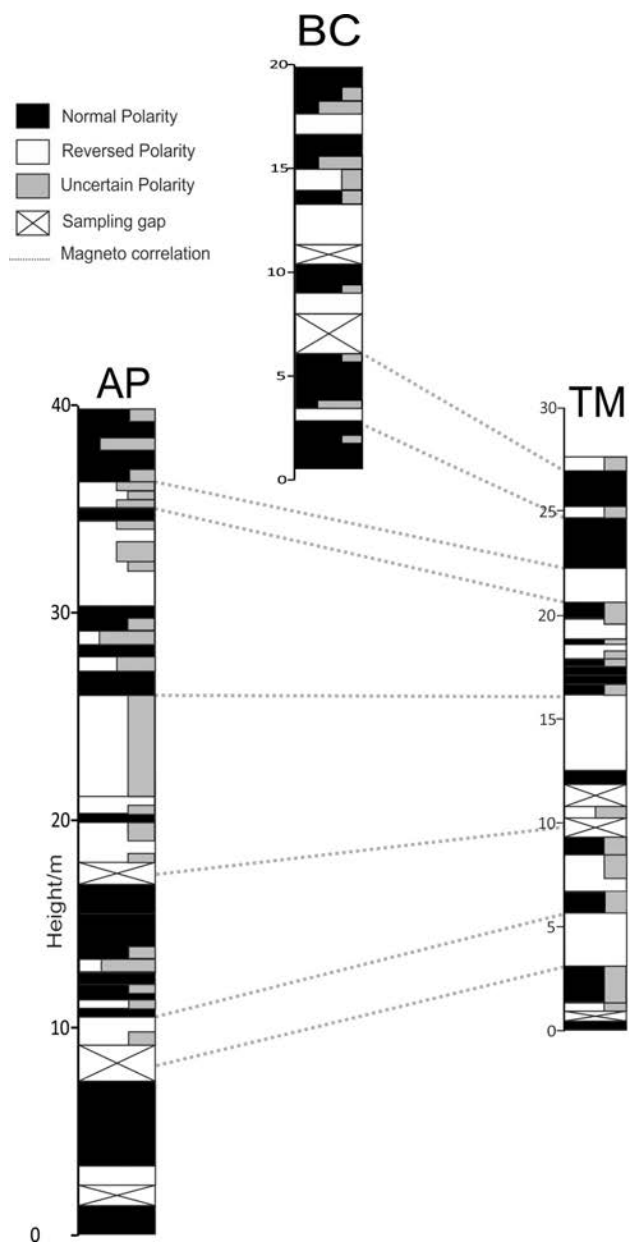 BC
20
15
10
5
0
Normal Polarity
Reversed Polarity
Uncertain Polarity
Sampling gap
Magneto correlation
AP
40
30
20
10
0
Height/m
TM
30
25
20
15
10
5
0